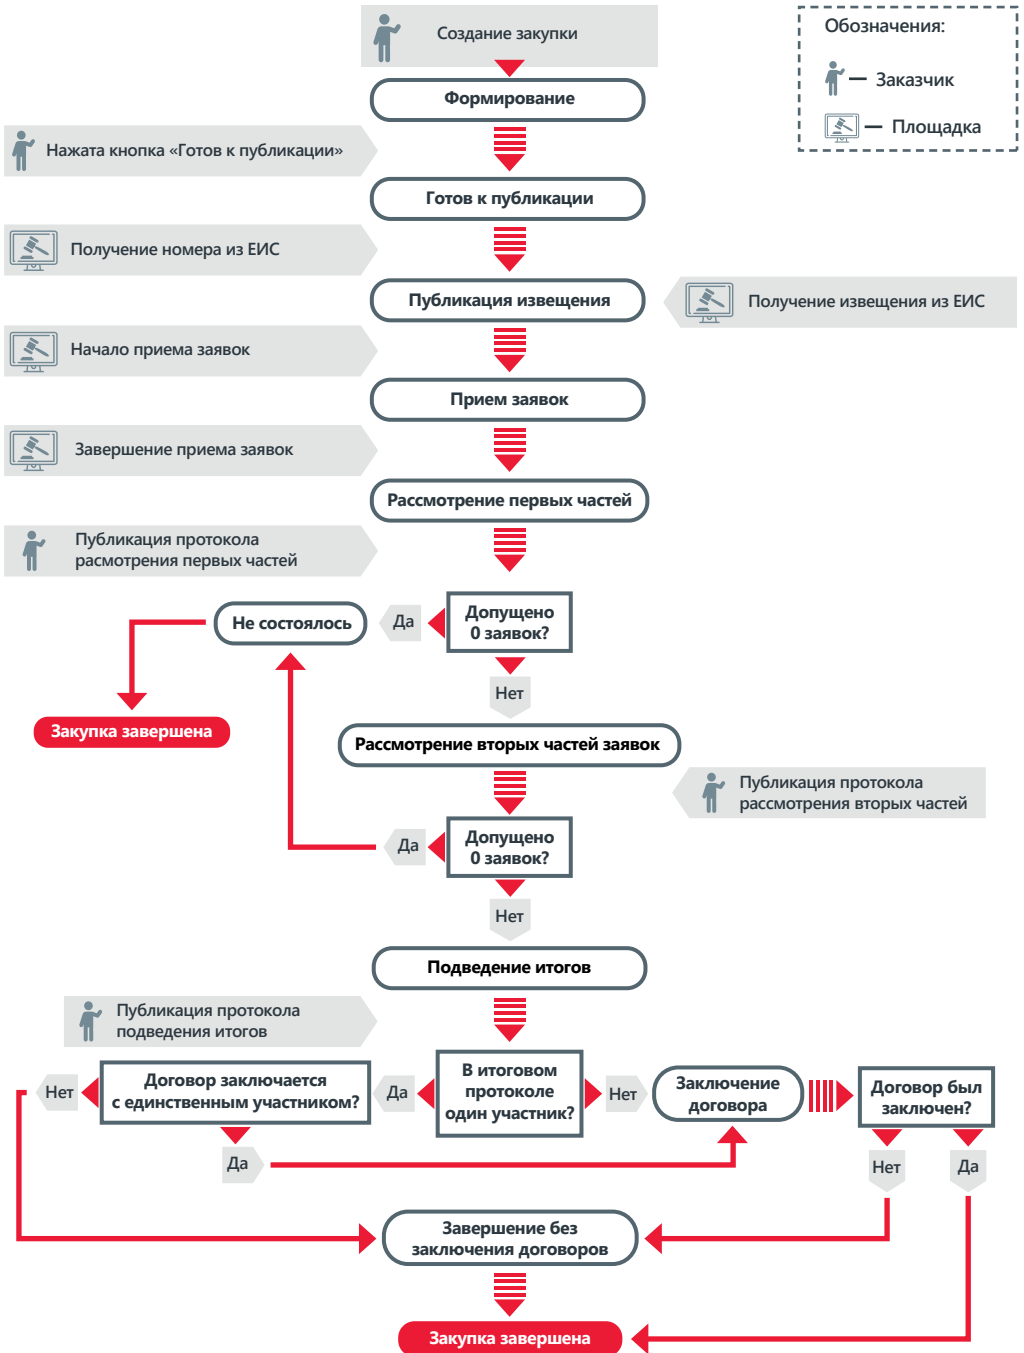 Создание закупки
Обозначения:
— Заказчик
— Площадка
Формирование
Нажата кнопка «Готов к публикации»
Готов к публикации
Получение номера из ЕИС
Публикация извещения
Получение извещения из ЕИС
Начало приема заявок
Прием заявок
Завершение приема заявок
Рассмотрение первых частей
Публикация протокола
расмотрения первых частей
Допущено
0 заявок?
Да
Не состоялось
Нет
Закупка завершена
Рассмотрение вторых частей заявок
Публикация протокола
рассмотрения вторых частей
Допущено
0 заявок?
Да
Нет
Подведение итогов
Публикация протокола
подведения итогов
Нет
Договор заключается
с единственным участником?
Да
В итоговом
протоколе
один участник?
Нет
Заключение
договора
Договор был
заключен?
Да
Нет
Да
Завершение без
заключения договоров
Закупка завершена